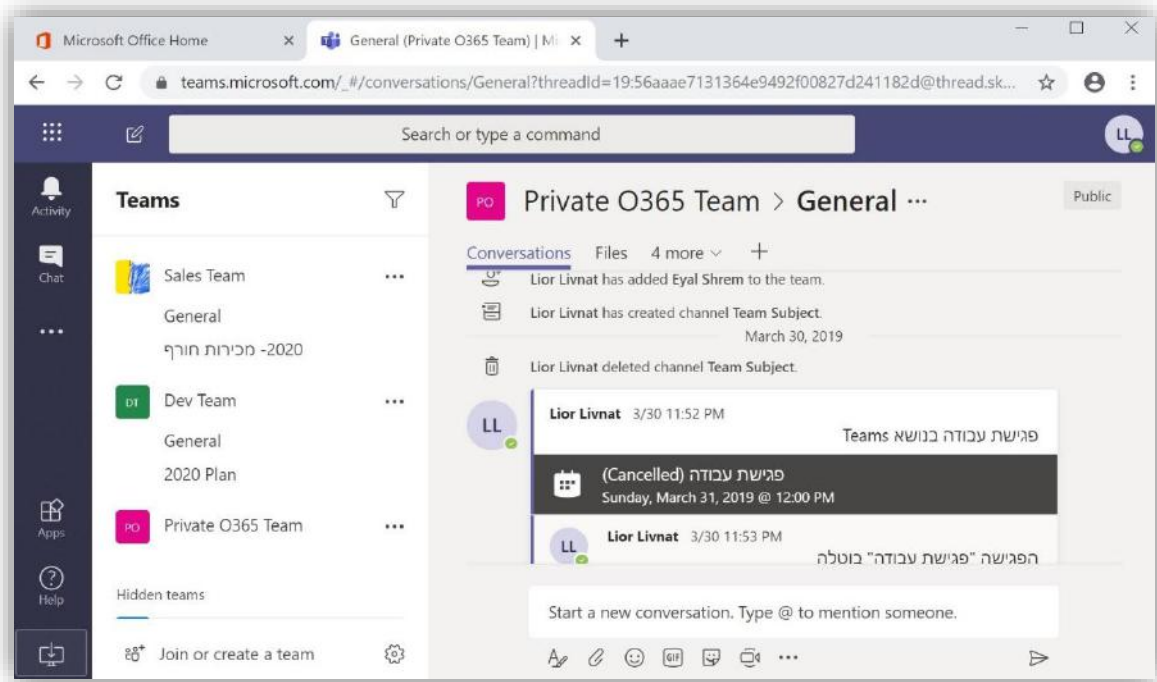 Microsoft Office Home
General (Private O365 Team) | Mi
teams.microsoft.com/_#/conversations/General?threadId=19:56aaae7131364e9492f00827d241182d@thread.sk...
Search or type a command
LL
Activity
Chat
Apps
Help
Teams
Sales Team
General
2020- מכירות חורף
DT
Dev Team
General
2020 Plan
PO
Private O365 Team
Hidden teams
Join or create a team
PO
Private O365 Team > General ...
Public
Conversations Files 4 more +
Lior Livnat has added Eyal Shrem to the team.
Lior Livnat has created channel Team Subject.
March 30, 2019
Lior Livnat deleted channel Team Subject.
LL
Lior Livnat 3/30 11:52 PM
פגישת עבודה בנושא Teams
פגישת עבודה (Cancelled)
Sunday, March 31, 2019 @ 12:00 PM
LL
Lior Livnat 3/30 11:53 PM
הפגישה "פגישת עבודה" בוטלה
Start a new conversation. Type @ to mention someone.
GIF